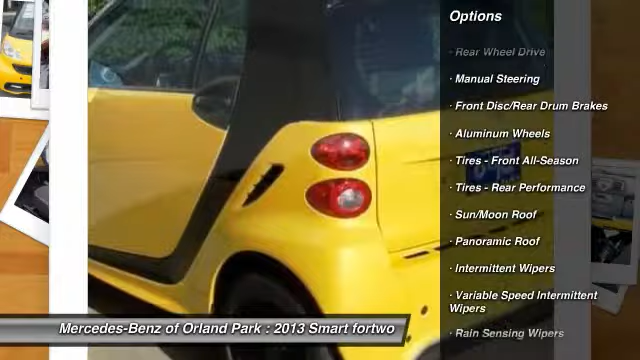 Options
· Rear Wheel Drive
· Manual Steering
· Front Disc/Rear Drum Brakes
· Aluminum Wheels
· Tires - Front All-Season
· Tires - Rear Performance
· Sun/Moon Roof
· Panoramic Roof
· Intermittent Wipers
· Variable Speed Intermittent
Wipers
· Rain Sensing Wipers
Mercedes-Benz of Orland Park : 2013 Smart fortwo